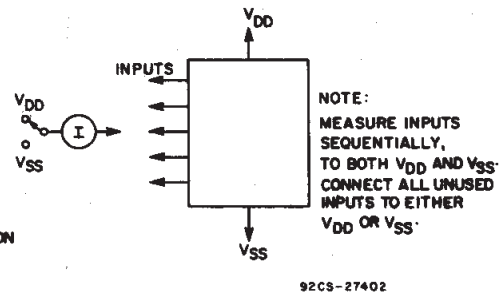 VDD
INPUTS
VDD
I
VSS
NOTE:
MEASURE INPUTS
SEQUENTIALLY,
TO BOTH VDD AND VSS.
CONNECT ALL UNUSED
INPUTS TO EITHER
VDD OR VSS.
ON
VSS
92CS-27402